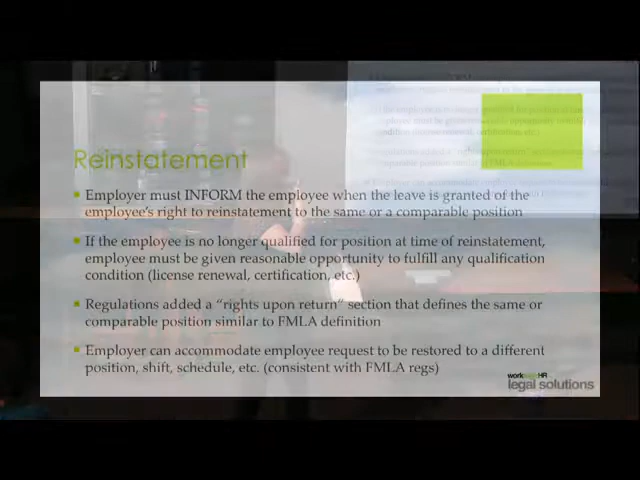 Reinstatement
Employer must INFORM the employee when the leave is granted of the
employee's right to reinstatement to the same or a comparable position
If the employee is no longer qualified for position at time of reinstatement,
employee must be given reasonable opportunity to fulfill any qualification
condition (license renewal, certification, etc.)
Regulations added a "rights upon return" section that defines the same or
comparable position similar to FMLA definition
Employer can accommodate employee request to be restored to a different
position, shift, schedule, etc. (consistent with FMLA regs)
legal solutions